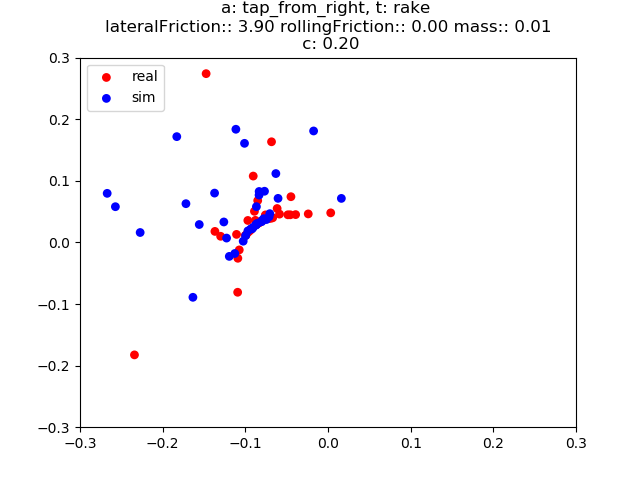 a: tap_from_right, t: rake
lateralFriction:: 3.90 rollingFriction:: 0.00 mass:: 0.01
c: 0.20
real
sim
0.3
0.2
0.1
0.0
−0.1
−0.2
−0.3
−0.3
−0.2
−0.1
0.0
0.1
0.2
0.3